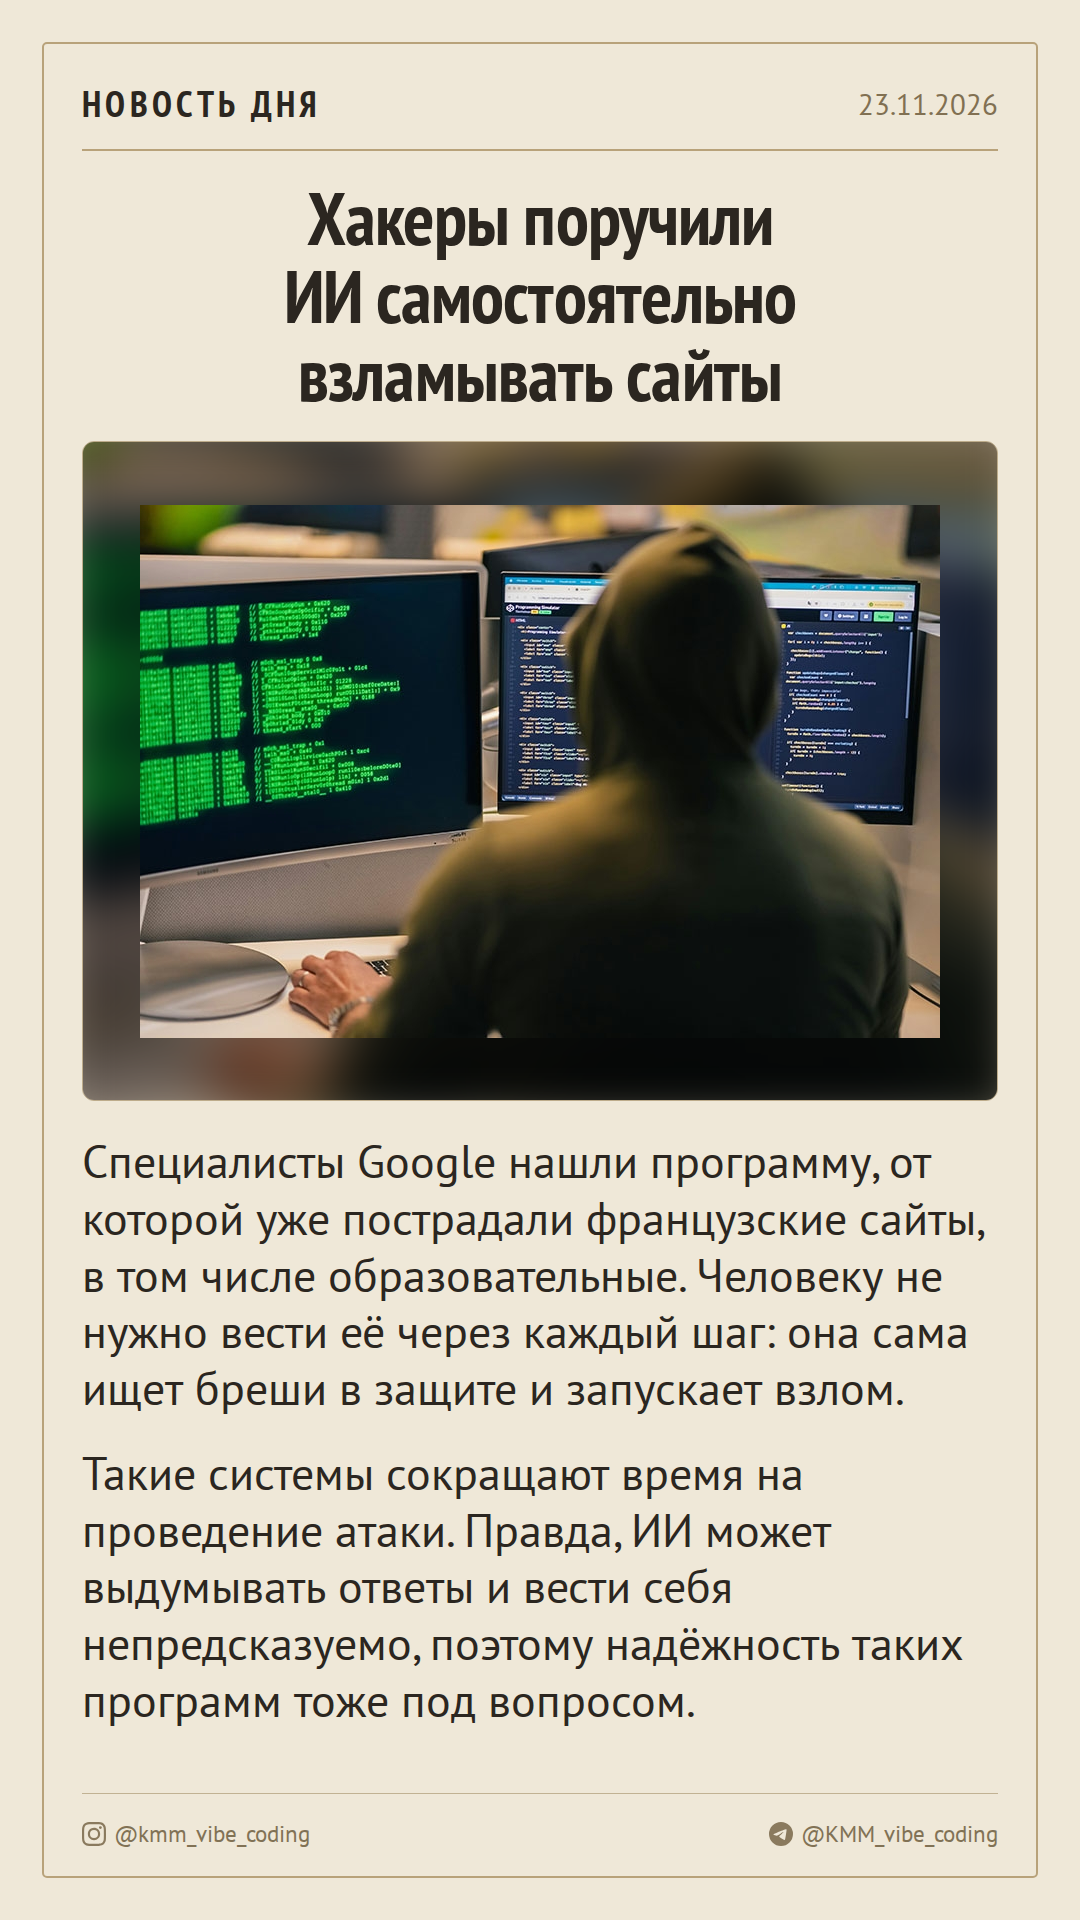 НОВОСТЬ ДНЯ
23.11.2026
Хакеры поручили
ИИ самостоятельно
взламывать сайты
Специалисты Google нашли программу, от
которой уже пострадали французские сайты,
в том числе образовательные. Человеку не
нужно вести её через каждый шаг: она сама
ищет бреши в защите и запускает взлом.
Такие системы сокращают время на
проведение атаки. Правда, ИИ может
выдумывать ответы и вести себя
непредсказуемо, поэтому надёжность таких
программ тоже под вопросом.
@kmm_vibe_coding
@KMM_vibe_coding